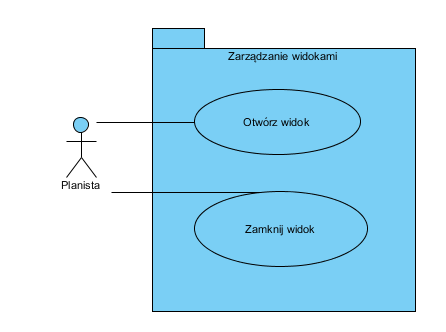 Zarządzanie widokami
Otwórz widok
Planista
Zamknij widok